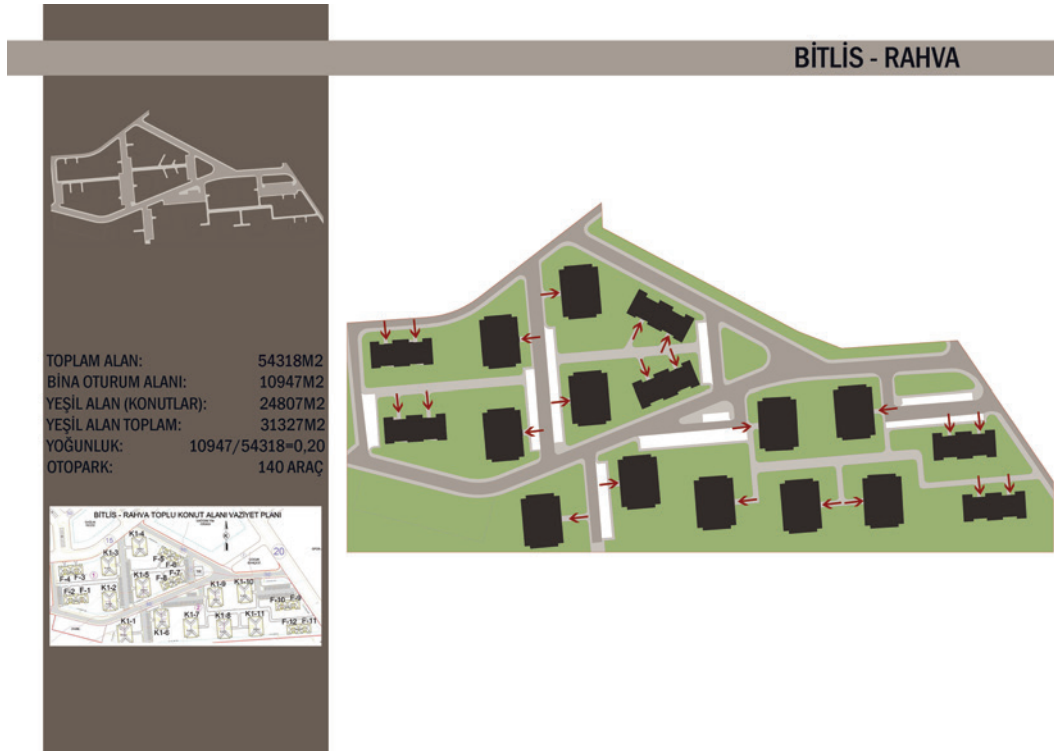 BİTLİS - RAHVA
TOPLAM ALAN: 54318M2
BİNA OTURUM ALANI: 10947M2
YEŞİL ALAN (KONUTLAR): 24807M2
YEŞİL ALAN TOPLAM: 31327M2
YOĞUNLUK: 10947/54318=0,20
OTOPARK: 140 ARAÇ
BİTLİS - RAHVA TOPLU KONUT ALANI VAZİYET PLANI
K1-4
15
20
K1-3
F-5
F-6
F-4 F-3
K1-5
F-7
F-8
F-2 F-1
K1-2
K1-9
K1-10
F-10
F-9
K1-1
K1-6
K1-7
K1-8
K1-11
F-12
F-11